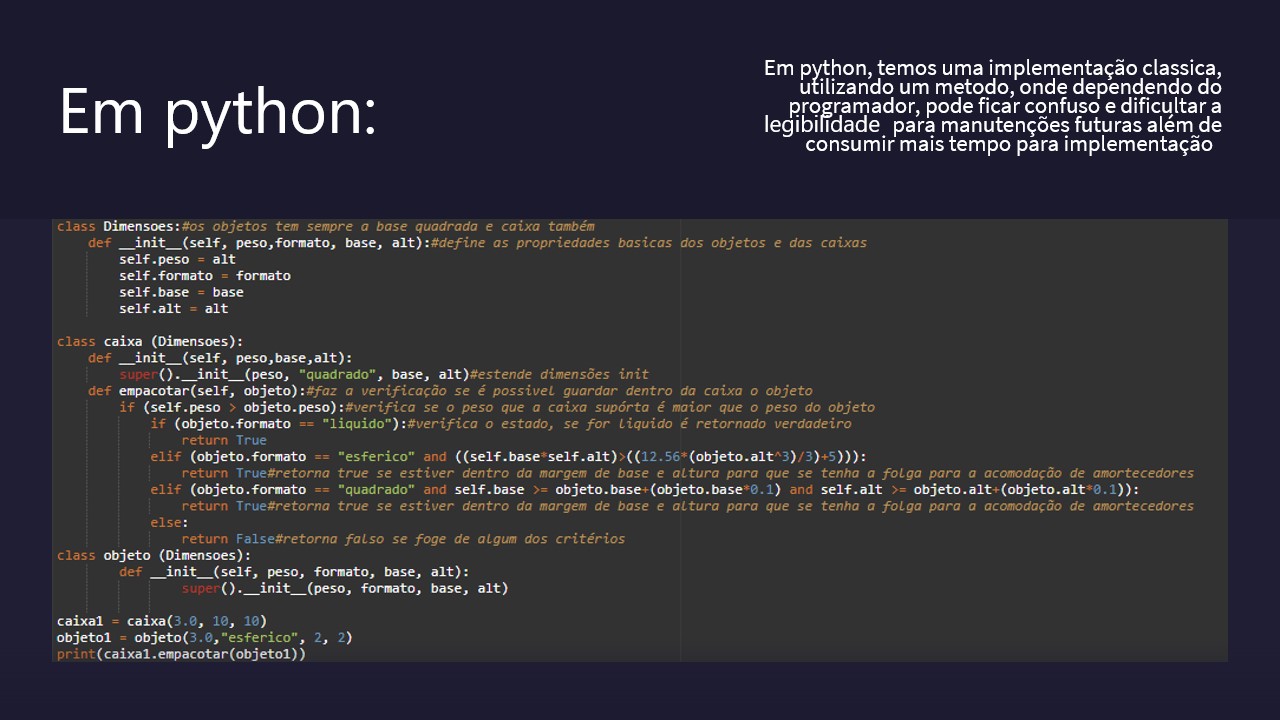 Em python:
Em python, temos uma implementação classica,
utilizando um metodo, onde dependendo do
programador, pode ficar confuso e dificultar a
legibilidade  para manutenções futuras além de
consumir mais tempo para implementação
class Dimensoes:#os objetos tem sempre a base quadrada e caixa também
    def __init__(self, peso,formato, base, alt):#define as propriedades basicas dos objetos e das caixas
        self.peso = alt
        self.formato = formato
        self.base = base
        self.alt = alt
class caixa (Dimensoes):
    def __init__(self, peso,base,alt):
        super().__init__(peso, "quadrado", base, alt)#estende dimensões init
    def empacotar(self, objeto):#faz a verificação se é possivel guardar dentro da caixa o objeto
        if (self.peso > objeto.peso):#verifica se o peso que a caixa supórta é maior que o peso do objeto
            if (objeto.formato == "liquido"):#verifica o estado, se for liquido é retornado verdadeiro
                return True
            elif (objeto.formato == "esferico" and ((self.base*self.alt)>((12.56*(objeto.alt^3)/3)+5))):
                return True#retorna true se estiver dentro da margem de base e altura para que se tenha a folga para a acomodação de amortecedores
            elif (objeto.formato == "quadrado" and self.base >= objeto.base+(objeto.base*0.1) and self.alt >= objeto.alt+(objeto.alt*0.1)):
                return True#retorna true se estiver dentro da margem de base e altura para que se tenha a folga para a acomodação de amortecedores
            else:
                return False#retorna falso se foge de algum dos critérios
class objeto (Dimensoes):
        def __init__(self, peso, formato, base, alt):
                super().__init__(peso, formato, base, alt)
caixa1 = caixa(3.0, 10, 10)
objeto1 = objeto(3.0,"esferico", 2, 2)
print(caixa1.empacotar(objeto1))